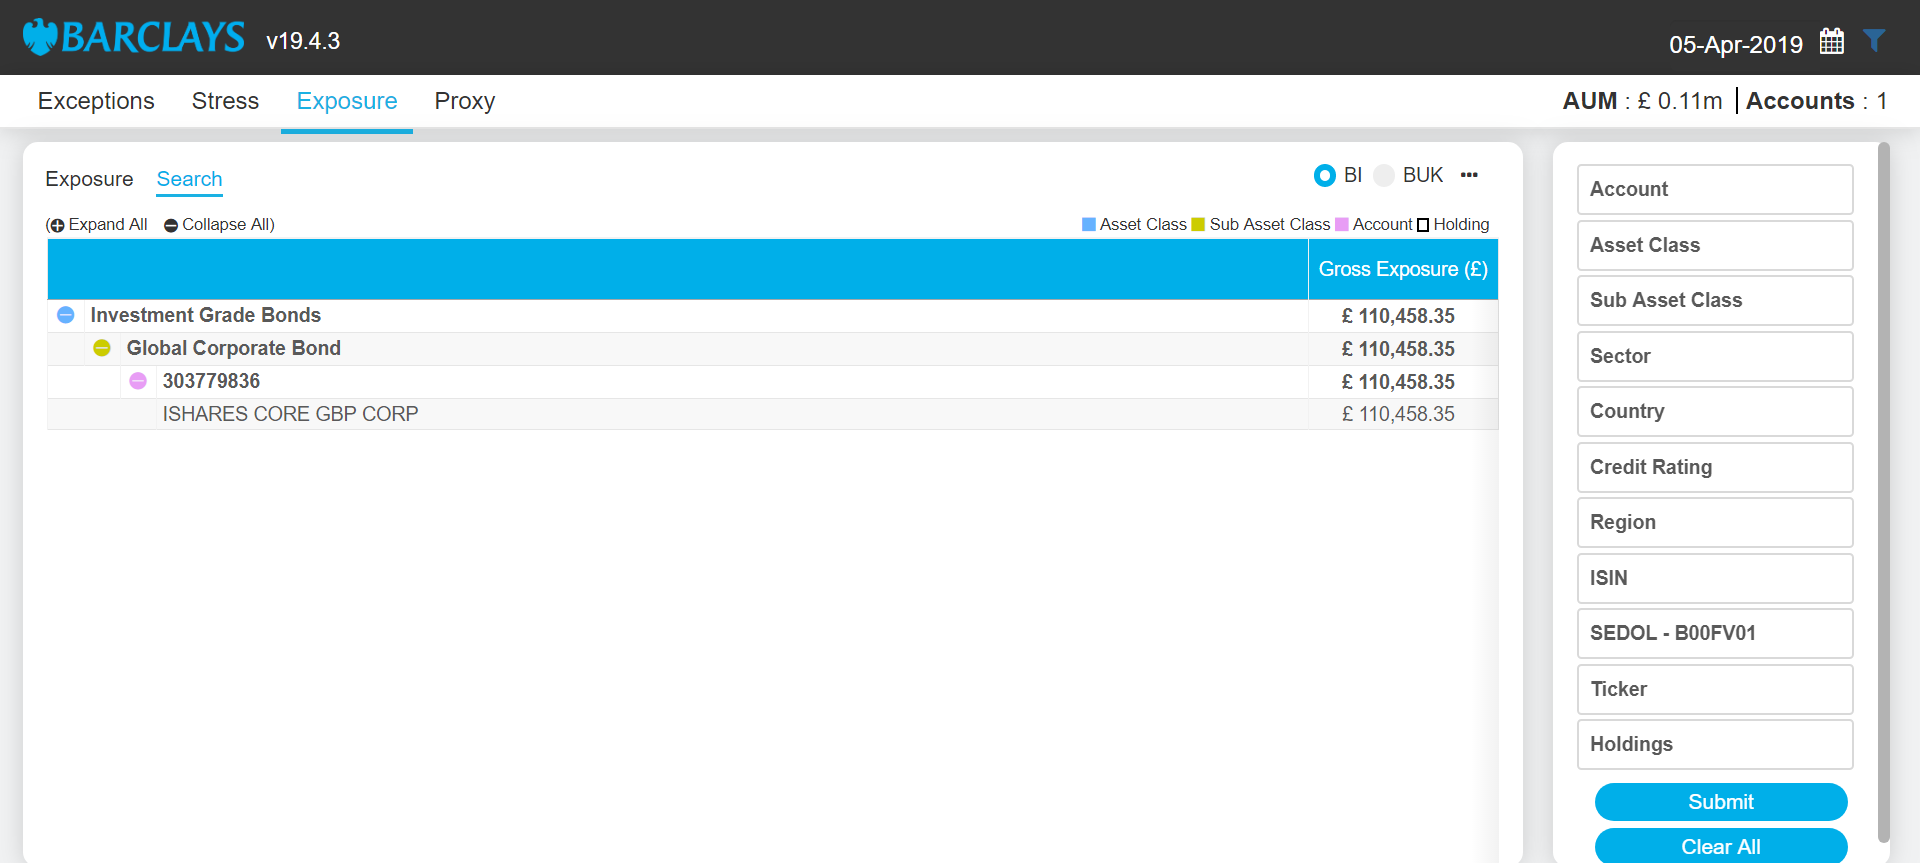 BARCLAYS v19.4.3
05-Apr-2019
Exceptions Stress Exposure Proxy
AUM : £ 0.11m | Accounts : 1
Exposure Search
BI BUK •••
( Expand All Collapse All)
Asset Class Sub Asset Class Account Holding
Gross Exposure (£)
Investment Grade Bonds £ 110,458.35
Global Corporate Bond £ 110,458.35
303779836 £ 110,458.35
ISHARES CORE GBP CORP £ 110,458.35
Account
Asset Class
Sub Asset Class
Sector
Country
Credit Rating
Region
ISIN
SEDOL - B00FV01
Ticker
Holdings
Submit
Clear All